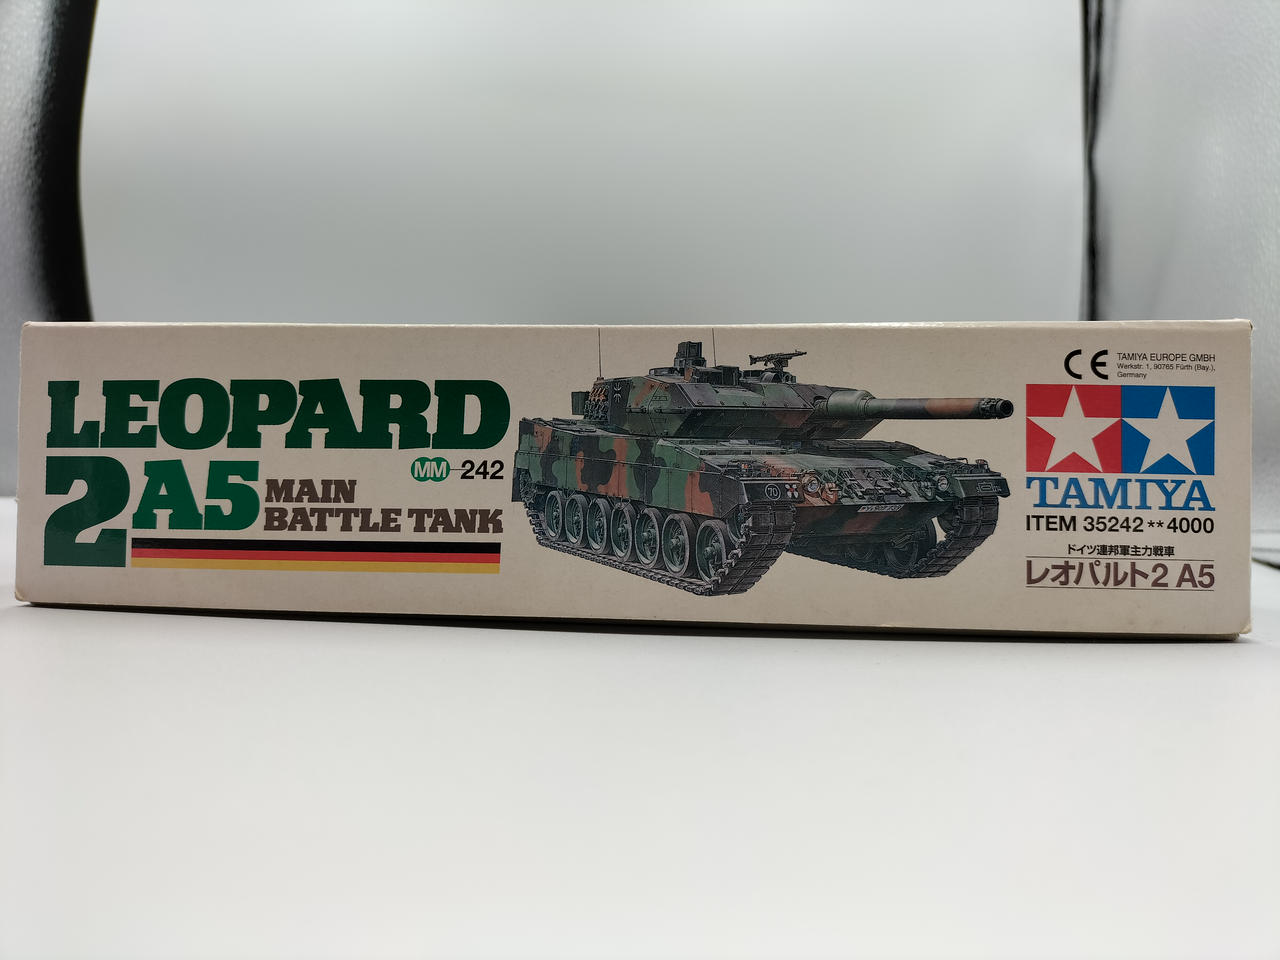 LEOPARD
2A5 MAIN
BATTLE TANK
MM 242
CE
TAMIYA EUROPE GMBH
Werkstr. 1, 90765 Fürth (Bay.),
Germany
TAMIYA
ITEM 35242 ** 4000
ドイツ連邦軍主力戦車
レオパルト2 A5